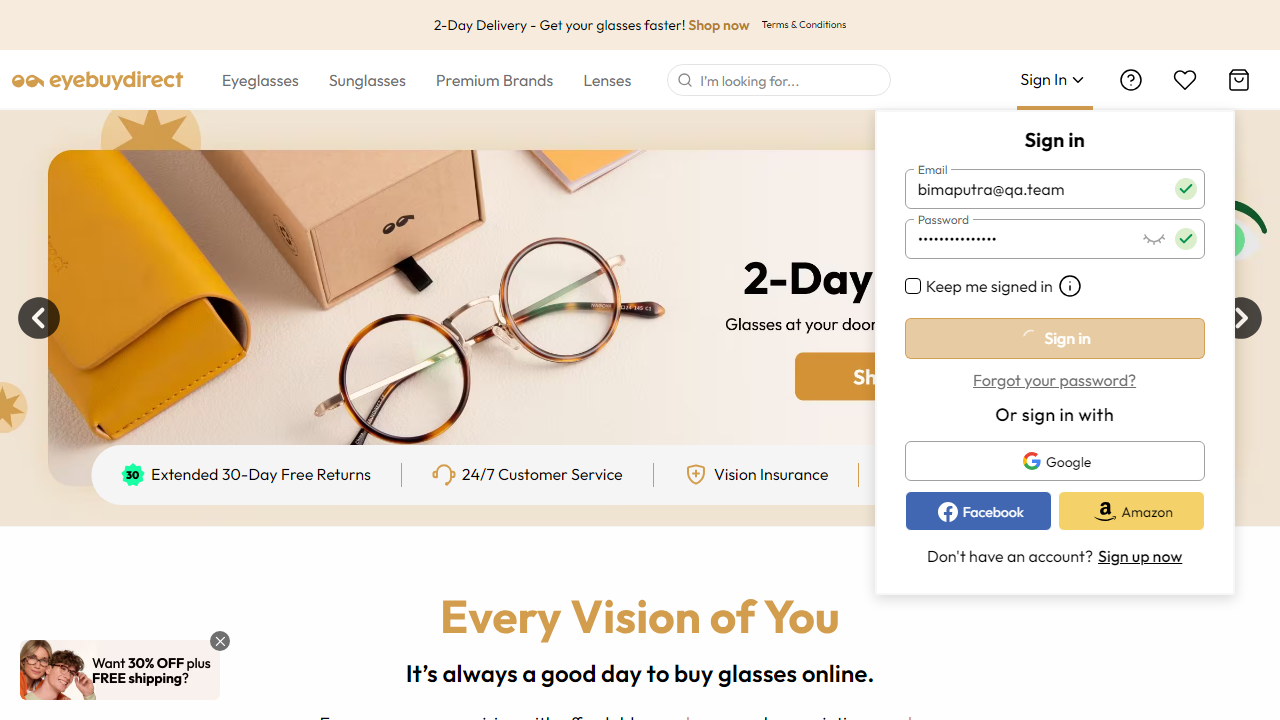 2-Day Delivery - Get your glasses faster! Shop now Terms & Conditions
eyebuydirect Eyeglasses Sunglasses Premium Brands Lenses I'm looking for... Sign In
Sign in
Email
bimaputra@qa.team
Password
•••••••••••••••
Keep me signed in
Sign in
Forgot your password?
Or sign in with
Google
Facebook Amazon
Don't have an account? Sign up now
2-Day
Glasses at your door
Sh
30 Extended 30-Day Free Returns 24/7 Customer Service Vision Insurance
Every Vision of You
It's always a good day to buy glasses online.
Want 30% OFF plus
FREE shipping?